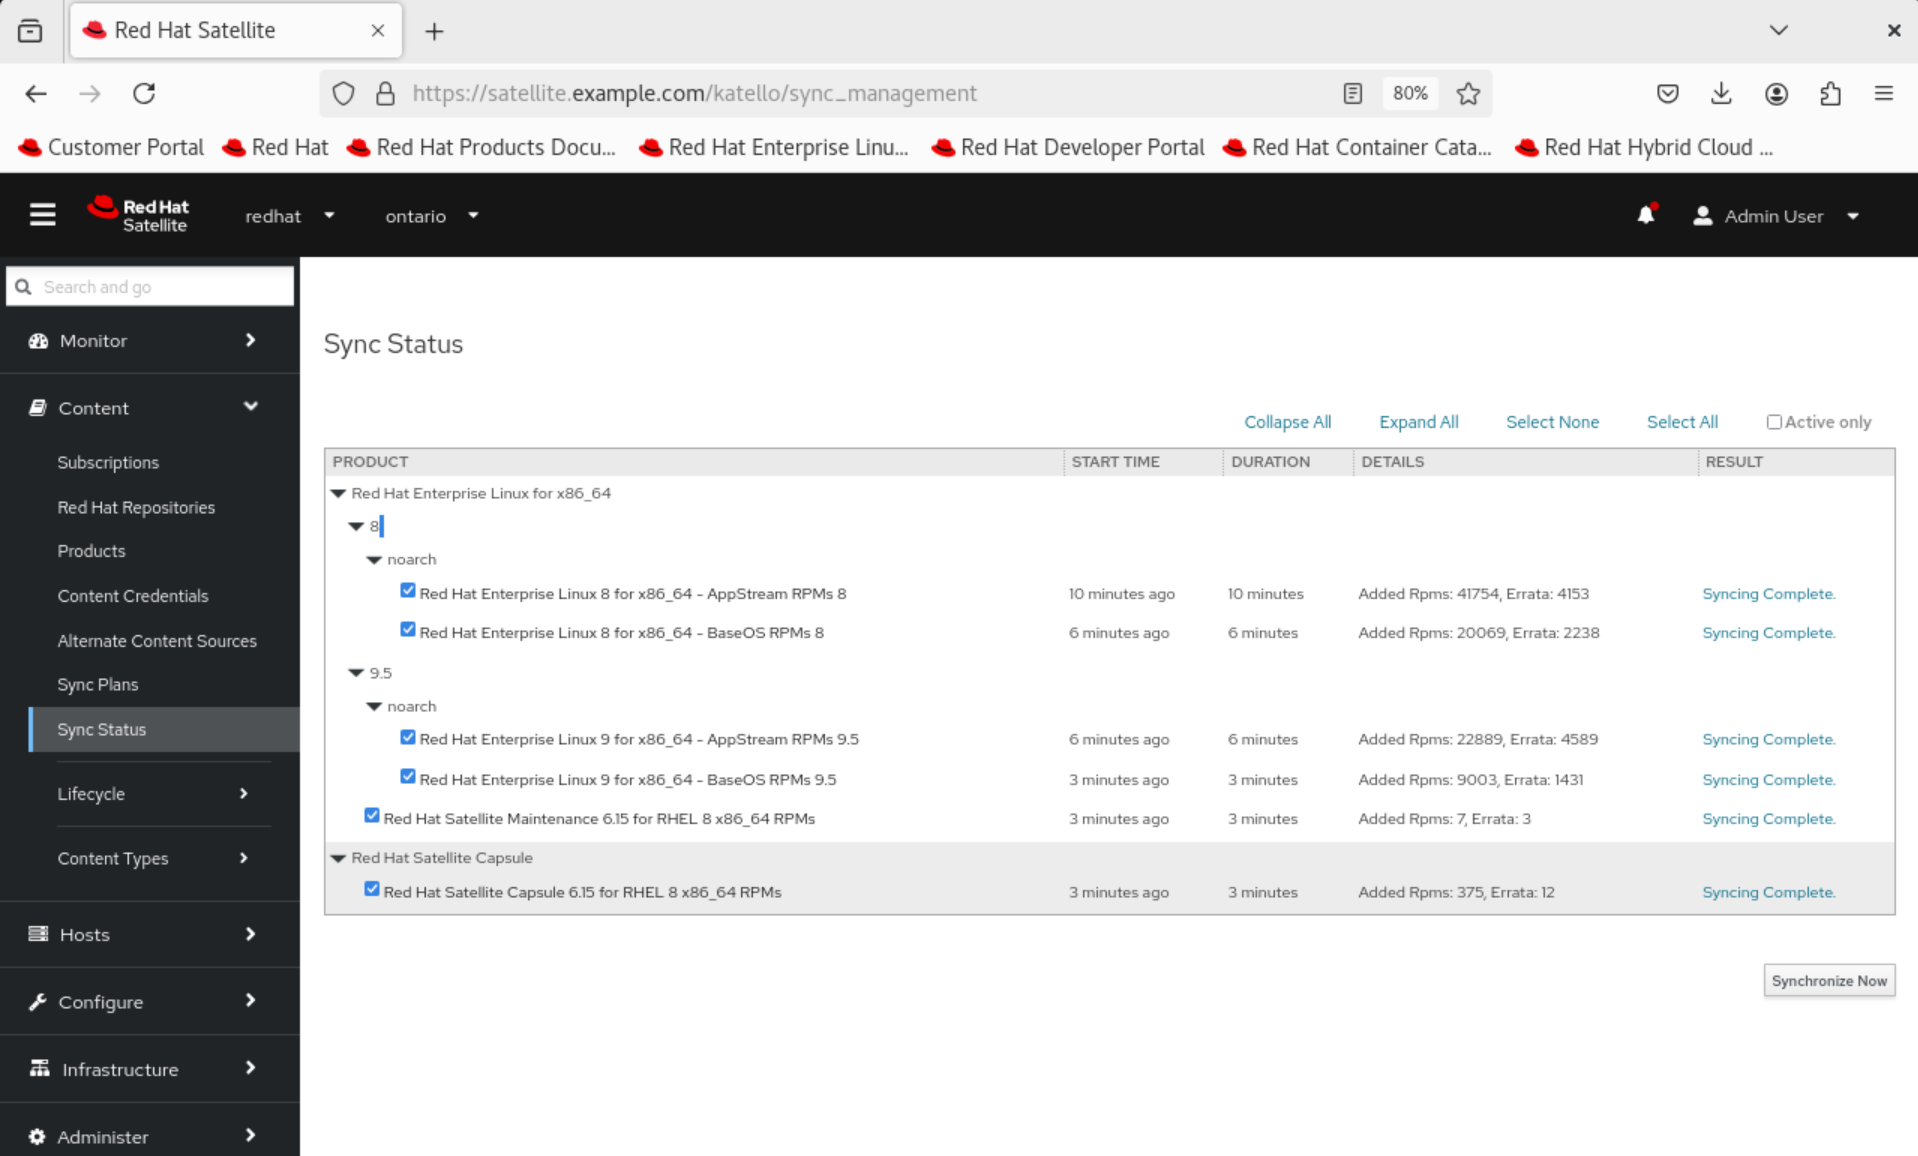 Red Hat Satellite
https://satellite.example.com/katello/sync_management
80%
Customer Portal Red Hat Red Hat Products Docu... Red Hat Enterprise Linu... Red Hat Developer Portal Red Hat Container Cata... Red Hat Hybrid Cloud ...
Red Hat
Satellite
redhat ontario Admin User
Search and go
Monitor
Content
Subscriptions
Red Hat Repositories
Products
Content Credentials
Alternate Content Sources
Sync Plans
Sync Status
Lifecycle
Content Types
Hosts
Configure
Infrastructure
Administer
Sync Status
Collapse All Expand All Select None Select All Active only
PRODUCT START TIME DURATION DETAILS RESULT
Red Hat Enterprise Linux for x86_64
8
noarch
Red Hat Enterprise Linux 8 for x86_64 - AppStream RPMs 8 10 minutes ago 10 minutes Added Rpms: 41754, Errata: 4153 Syncing Complete.
Red Hat Enterprise Linux 8 for x86_64 - BaseOS RPMs 8 6 minutes ago 6 minutes Added Rpms: 20069, Errata: 2238 Syncing Complete.
9.5
noarch
Red Hat Enterprise Linux 9 for x86_64 - AppStream RPMs 9.5 6 minutes ago 6 minutes Added Rpms: 22889, Errata: 4589 Syncing Complete.
Red Hat Enterprise Linux 9 for x86_64 - BaseOS RPMs 9.5 3 minutes ago 3 minutes Added Rpms: 9003, Errata: 1431 Syncing Complete.
Red Hat Satellite Maintenance 6.15 for RHEL 8 x86_64 RPMs 3 minutes ago 3 minutes Added Rpms: 7, Errata: 3 Syncing Complete.
Red Hat Satellite Capsule
Red Hat Satellite Capsule 6.15 for RHEL 8 x86_64 RPMs 3 minutes ago 3 minutes Added Rpms: 375, Errata: 12 Syncing Complete.
Synchronize Now